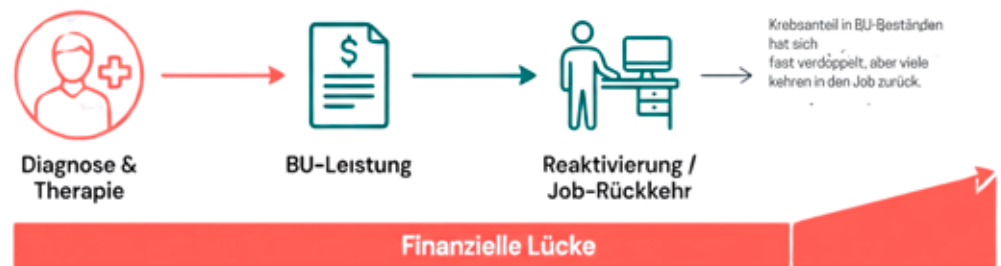 Krebsanteil in BU-Beständen
hat sich
fast verdoppelt, aber viele
kehren in den Job zurück.
$
Diagnose &
Therapie
BU-Leistung
Reaktivierung /
Job-Rückkehr
Finanzielle Lücke